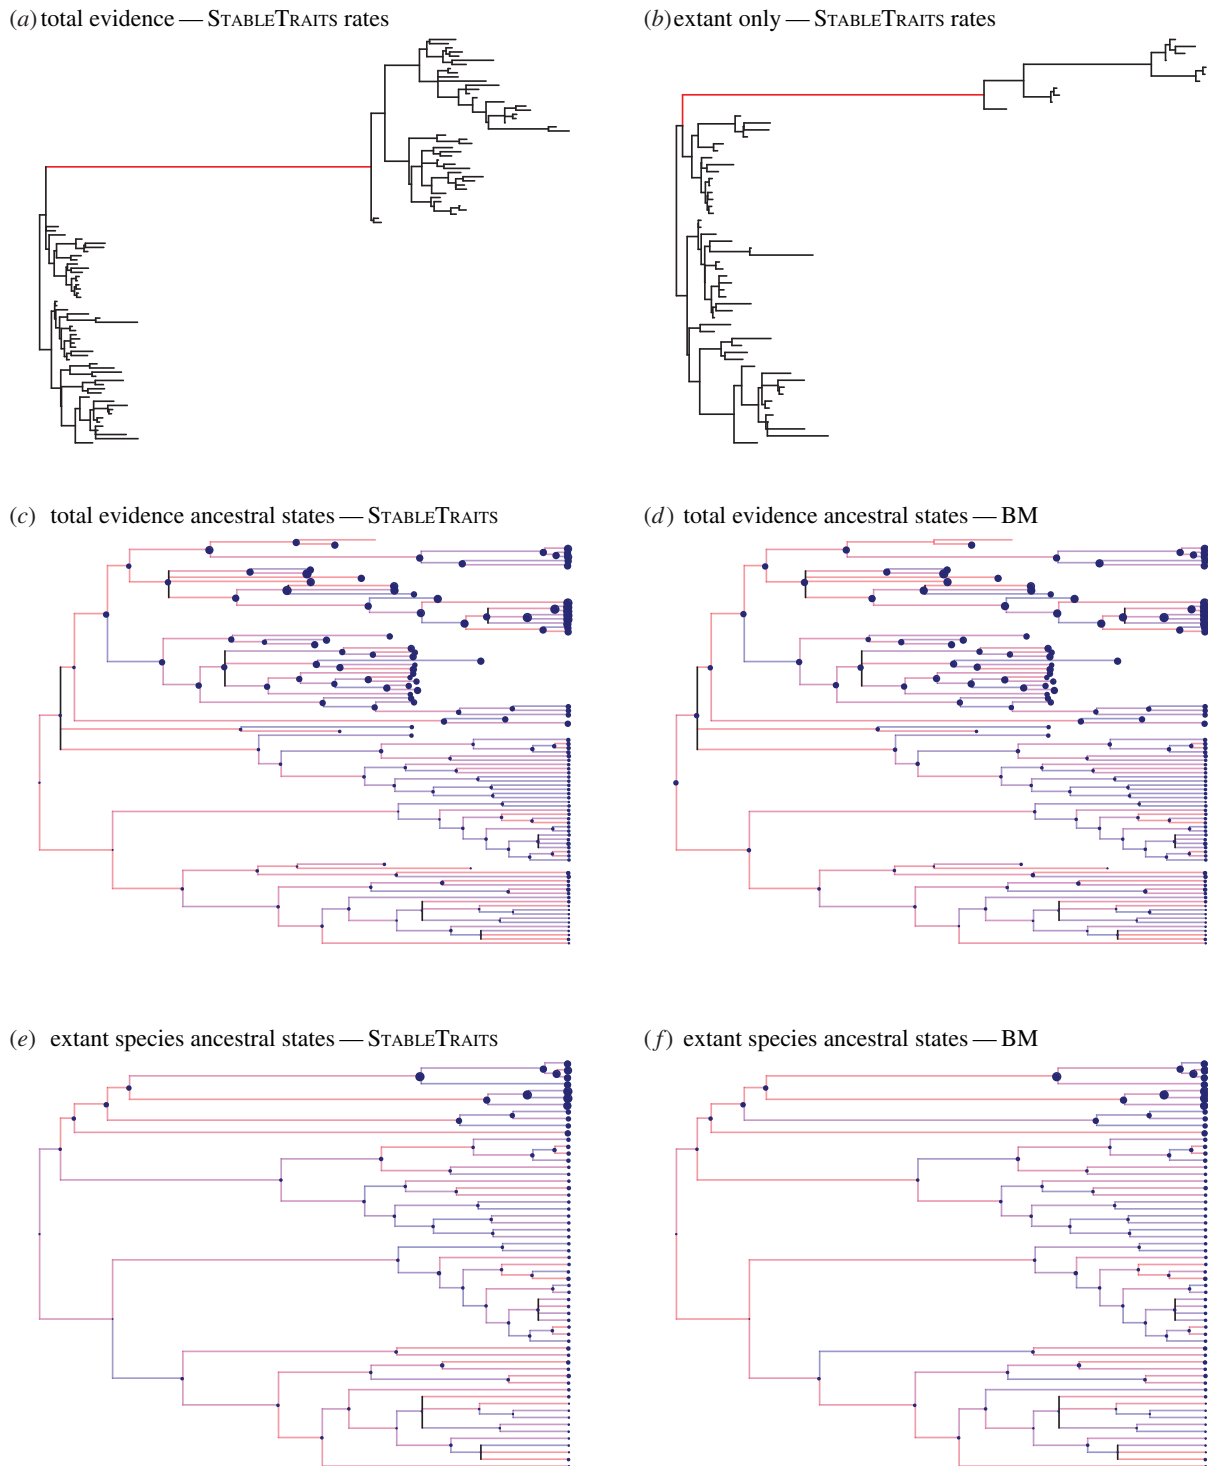 (a) total evidence — STABLETRAITS rates
(b) extant only — STABLETRAITS rates
(c) total evidence ancestral states — STABLETRAITS
(d) total evidence ancestral states — BM
(e) extant species ancestral states — STABLETRAITS
(f) extant species ancestral states — BM